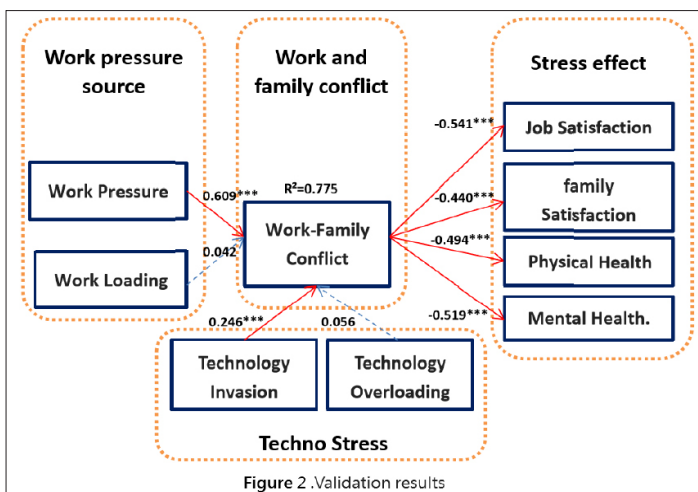 Work pressure
source
Work and
family conflict
Stress effect
Work Pressure
Work Loading
0.609***
0.042
R²=0.775
Work-Family
Conflict
-0.541***
-0.440***
-0.494***
-0.519***
Job Satisfaction
family
Satisfaction
Physical Health
Mental Health.
0.246***
0.056
Technology
Invasion
Technology
Overloading
Techno Stress
Figure 2 .Validation results